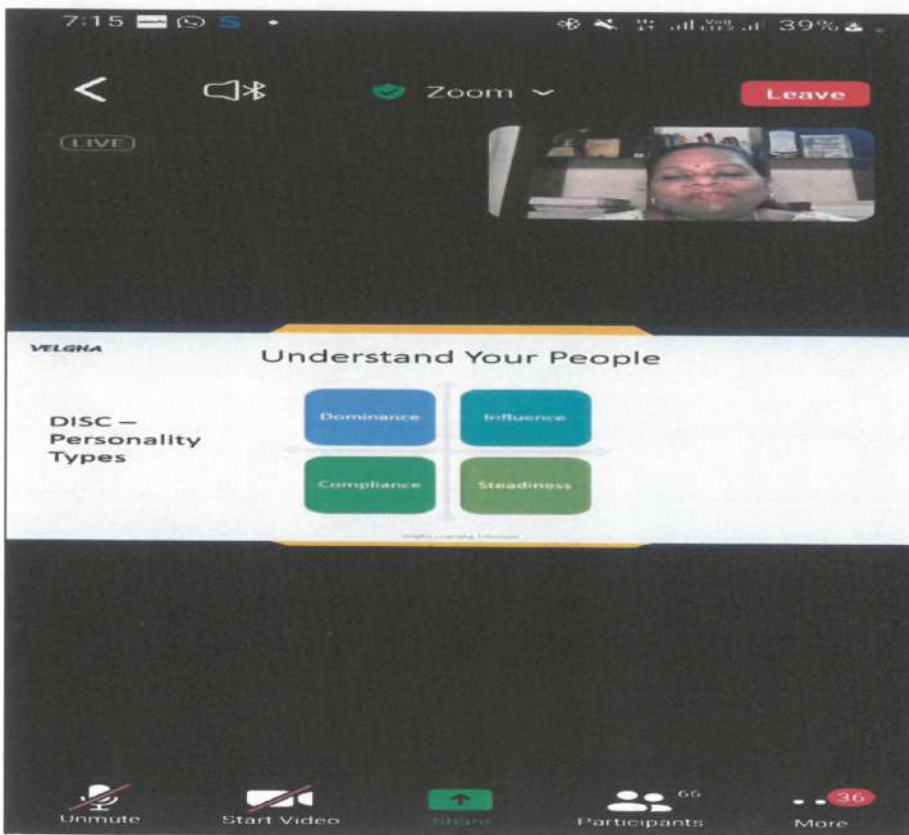 7:15 39%
Zoom Leave
LIVE
VELGHA
Understand Your People
DISC –
Personality
Types
Dominance Influence
Compliance Steadiness
66 36
Unmute Start Video Share Participants More